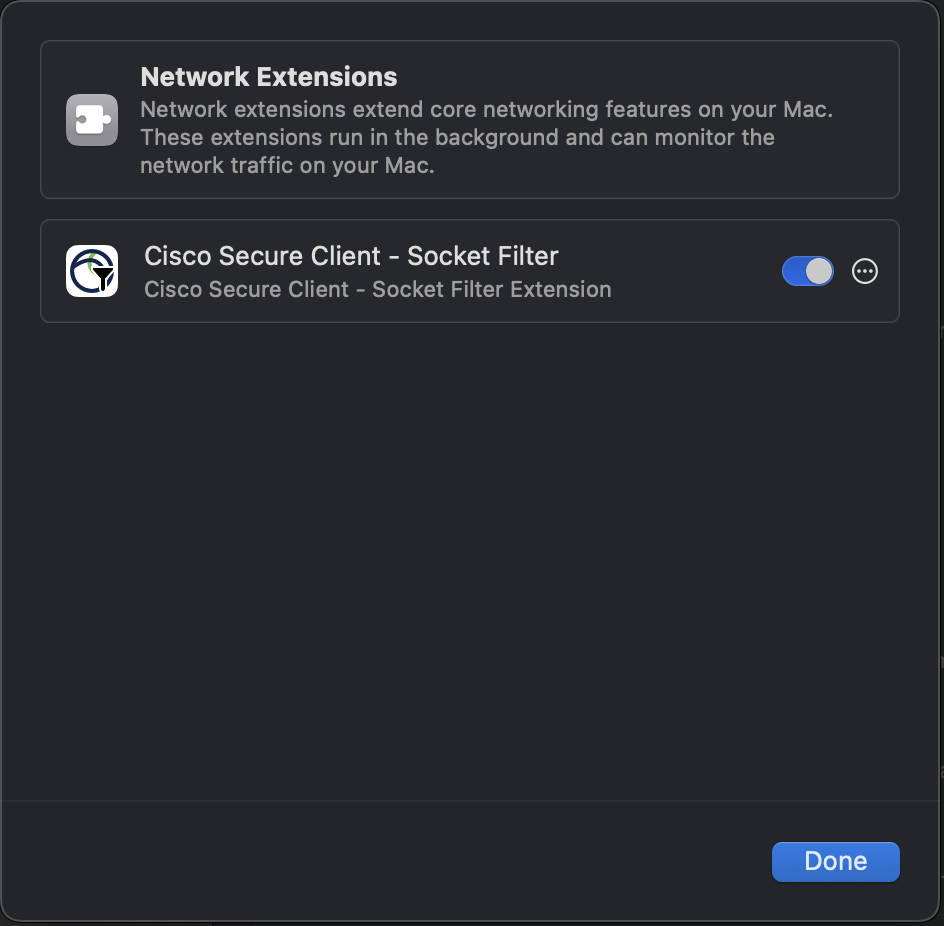 Network Extensions
Network extensions extend core networking features on your Mac.
These extensions run in the background and can monitor the
network traffic on your Mac.
Cisco Secure Client - Socket Filter
Cisco Secure Client - Socket Filter Extension
Done